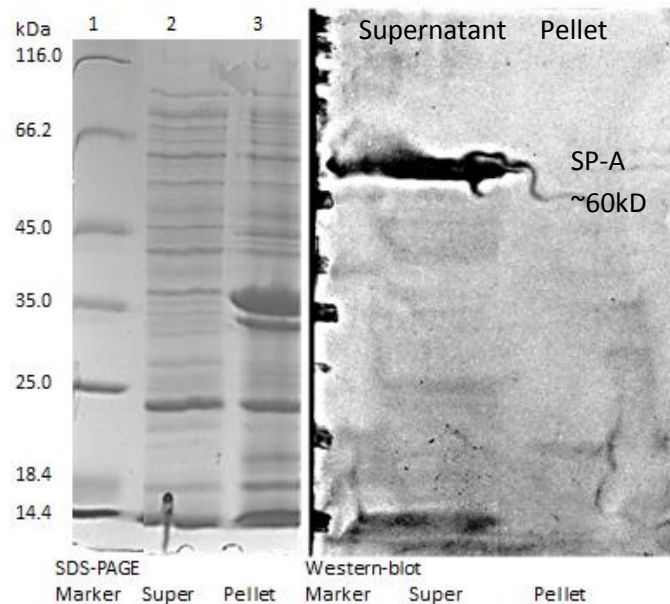 kDa 1 2 3
116.0
66.2
45.0
35.0
25.0
18.4
14.4
Supernatant Pellet
SP-A
~60kD
SDS-PAGE Western-blot
Marker Super Pellet Marker Super Pellet